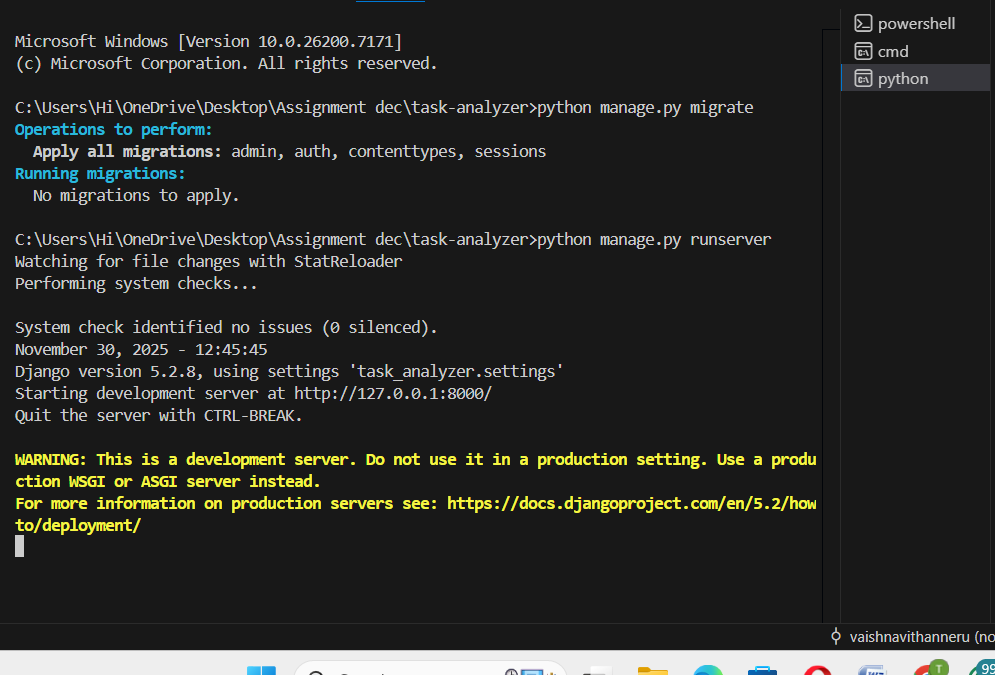 Microsoft Windows [Version 10.0.26200.7171]
(c) Microsoft Corporation. All rights reserved.
C:\Users\Hi\OneDrive\Desktop\Assignment dec\task-analyzer>python manage.py migrate
Operations to perform:
  Apply all migrations: admin, auth, contenttypes, sessions
Running migrations:
  No migrations to apply.
C:\Users\Hi\OneDrive\Desktop\Assignment dec\task-analyzer>python manage.py runserver
Watching for file changes with StatReloader
Performing system checks...
System check identified no issues (0 silenced).
November 30, 2025 - 12:45:45
Django version 5.2.8, using settings 'task_analyzer.settings'
Starting development server at http://127.0.0.1:8000/
Quit the server with CTRL-BREAK.
WARNING: This is a development server. Do not use it in a production setting. Use a produ
ction WSGI or ASGI server instead.
For more information on production servers see: https://docs.djangoproject.com/en/5.2/how
to/deployment/
powershell
cmd
python
vaishnavithanneru (no
T
99